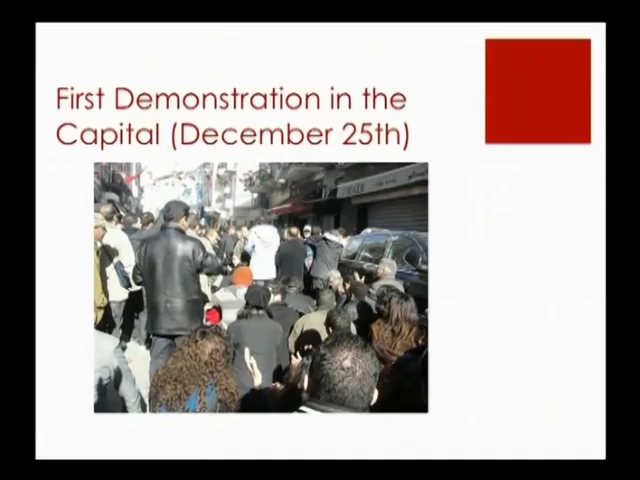 First Demonstration in the
Capital (December 25th)